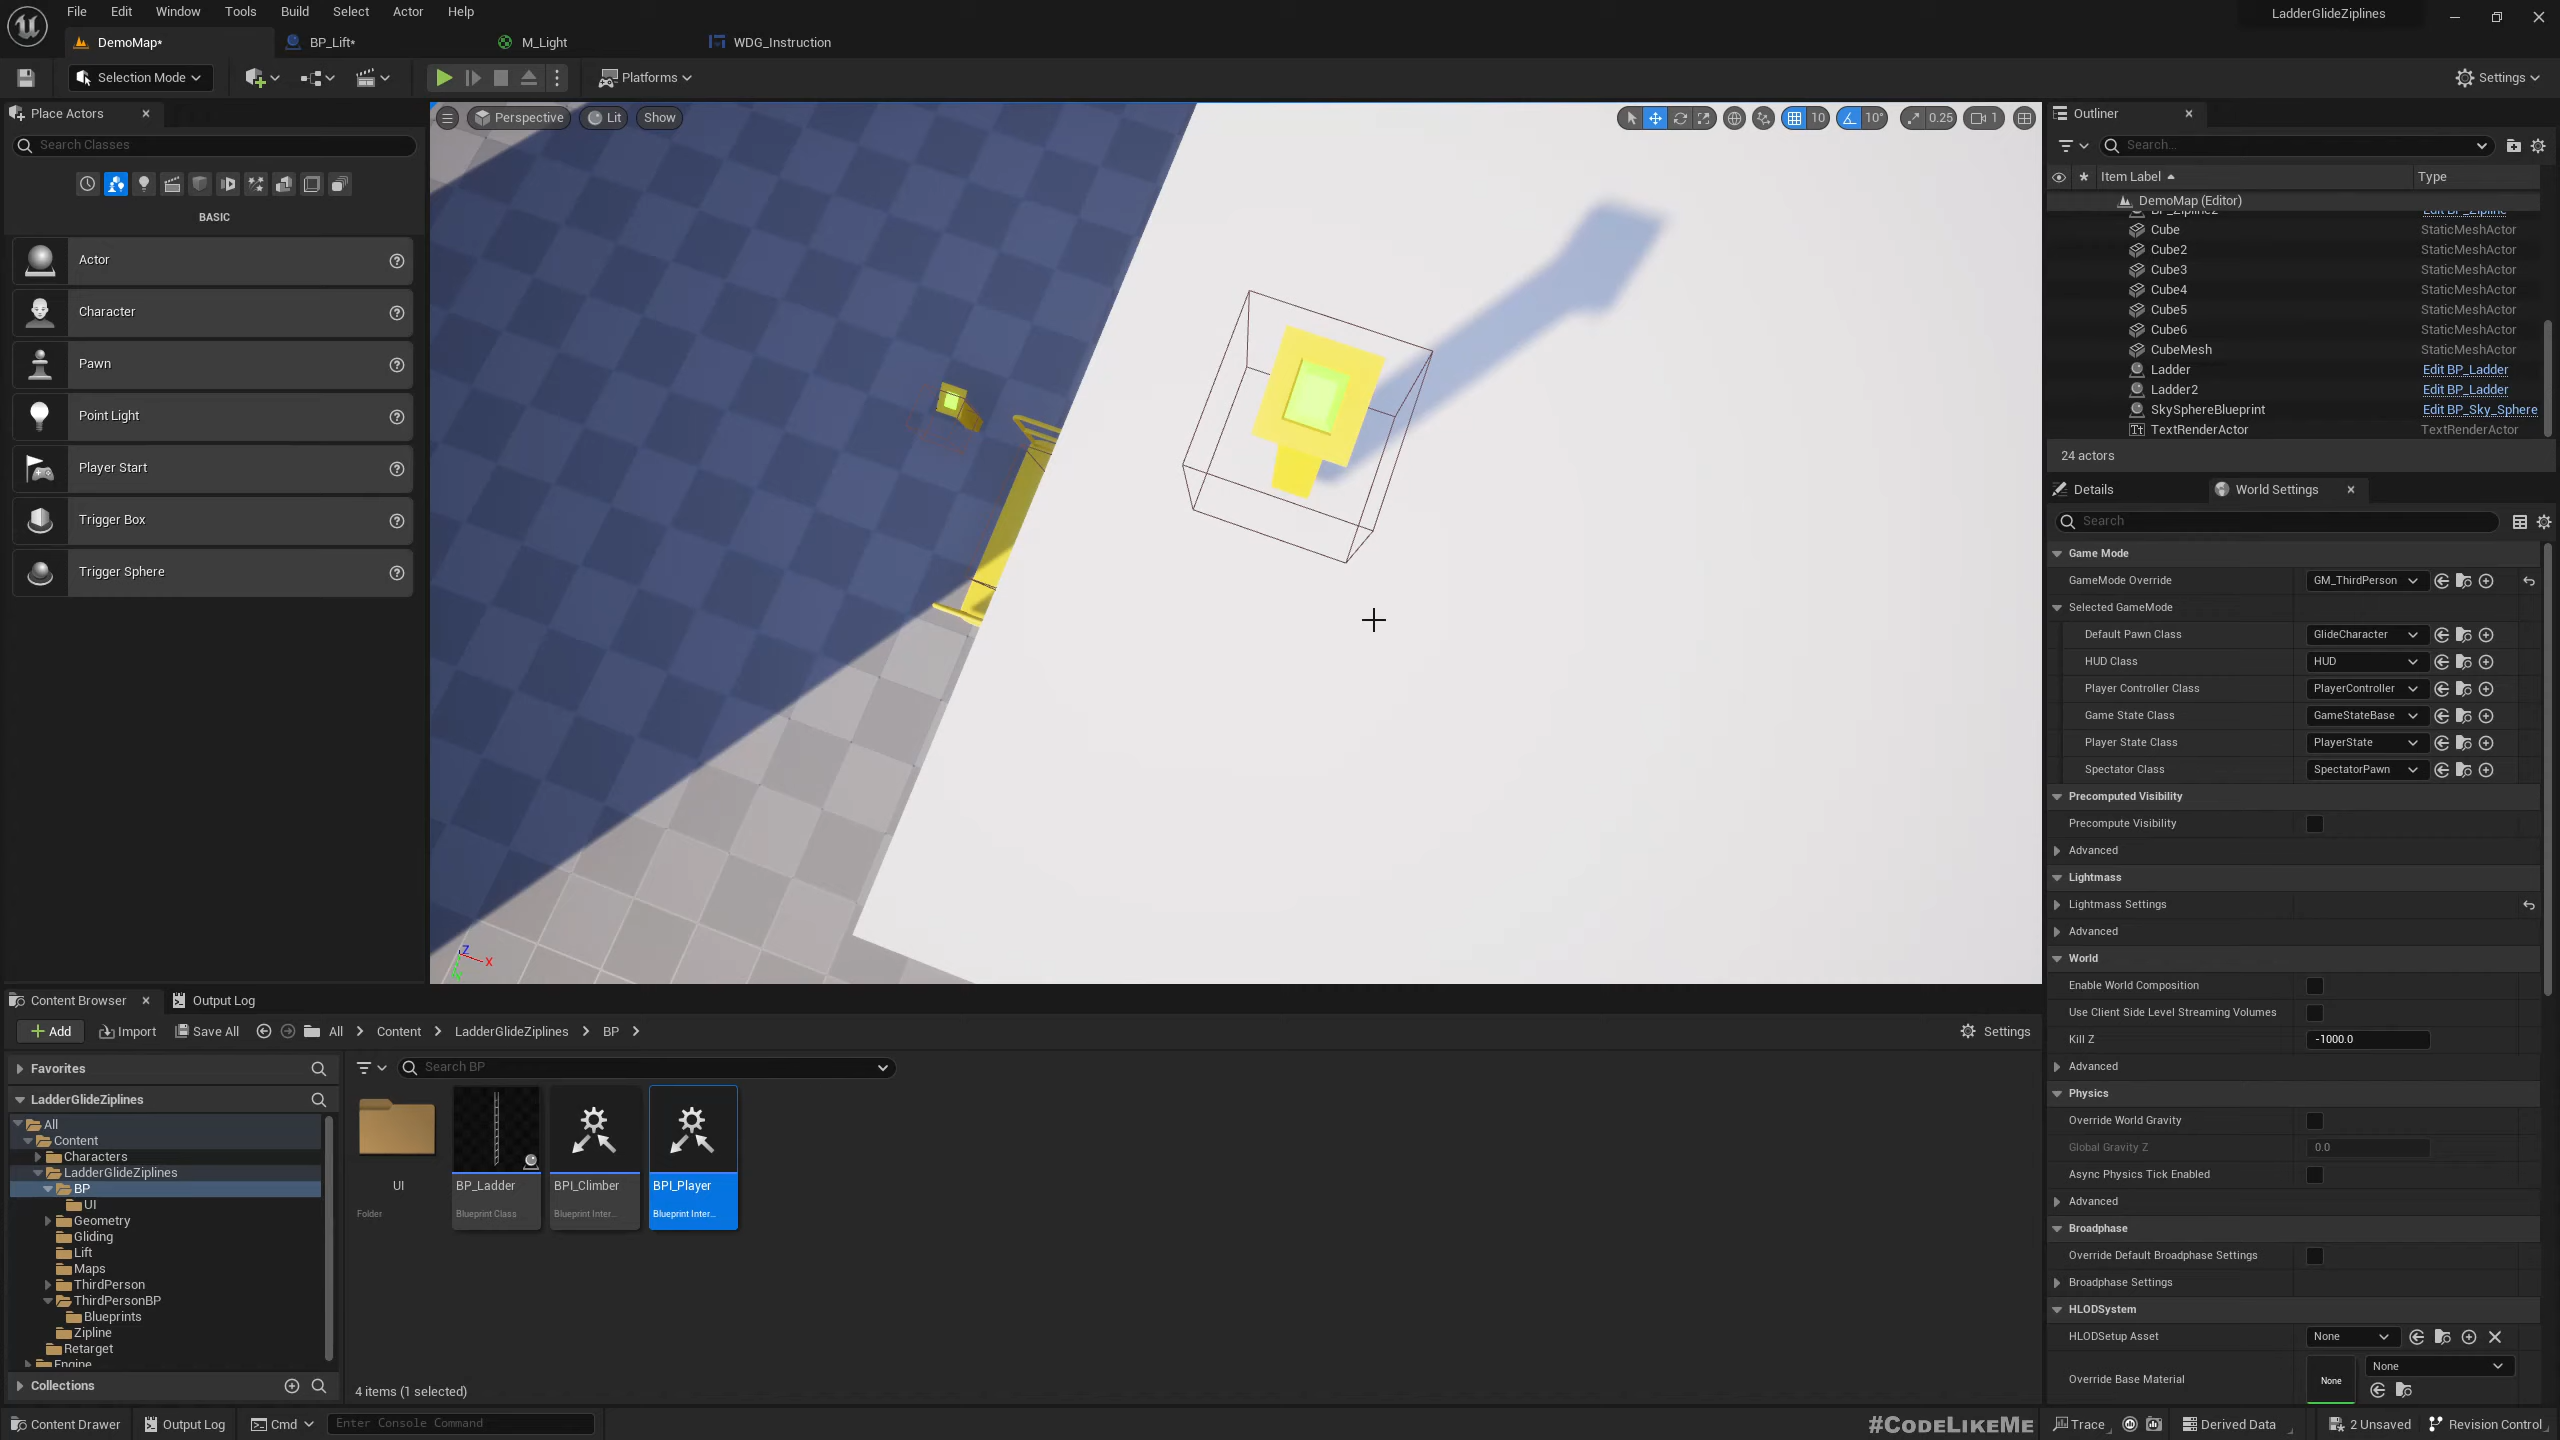 File Edit Window Tools Build Select Actor Help LadderGlideZiplines
DemoMap* BP_Lift* M_Light WDG_Instruction
Selection Mode Platforms Settings
Place Actors
Search Classes
BASIC
Actor
Character
Pawn
Point Light
Player Start
Trigger Box
Trigger Sphere
Perspective Lit Show 10 10° 0.25 1
Z X
Outliner
Search...
Item Label Type
DemoMap (Editor)
BP_Zipline2 Edit BP_Zipline
Cube StaticMeshActor
Cube2 StaticMeshActor
Cube3 StaticMeshActor
Cube4 StaticMeshActor
Cube5 StaticMeshActor
Cube6 StaticMeshActor
CubeMesh StaticMeshActor
Ladder Edit BP_Ladder
Ladder2 Edit BP_Ladder
SkySphereBlueprint Edit BP_Sky_Sphere
Tt TextRenderActor TextRenderActor
24 actors
Details World Settings
Search
Game Mode
GameMode Override GM_ThirdPerson
Selected GameMode
Default Pawn Class GlideCharacter
HUD Class HUD
Player Controller Class PlayerController
Game State Class GameStateBase
Player State Class PlayerState
Spectator Class SpectatorPawn
Precomputed Visibility
Precompute Visibility
Advanced
Lightmass
Lightmass Settings
Advanced
World
Enable World Composition
Use Client Side Level Streaming Volumes
Kill Z -1000.0
Advanced
Physics
Override World Gravity
Global Gravity Z 0.0
Async Physics Tick Enabled
Advanced
Broadphase
Override Default Broadphase Settings
Broadphase Settings
HLODSystem
HLODSetup Asset None
Override Base Material None None
Content Browser Output Log
Add Import Save All All Content LadderGlideZiplines BP Settings
Favorites
LadderGlideZiplines
All
Content
Characters
LadderGlideZiplines
BP
UI
Geometry
Gliding
Lift
Maps
ThirdPerson
ThirdPersonBP
Blueprints
Zipline
Retarget
Engine
Collections
Search BP
UI BP_Ladder BPI_Climber BPI_Player
Folder Blueprint Class Blueprint Inter... Blueprint Inter...
4 items (1 selected)
Content Drawer Output Log Cmd Enter Console Command #CodeLikeMe Trace Derived Data 2 Unsaved Revision Control